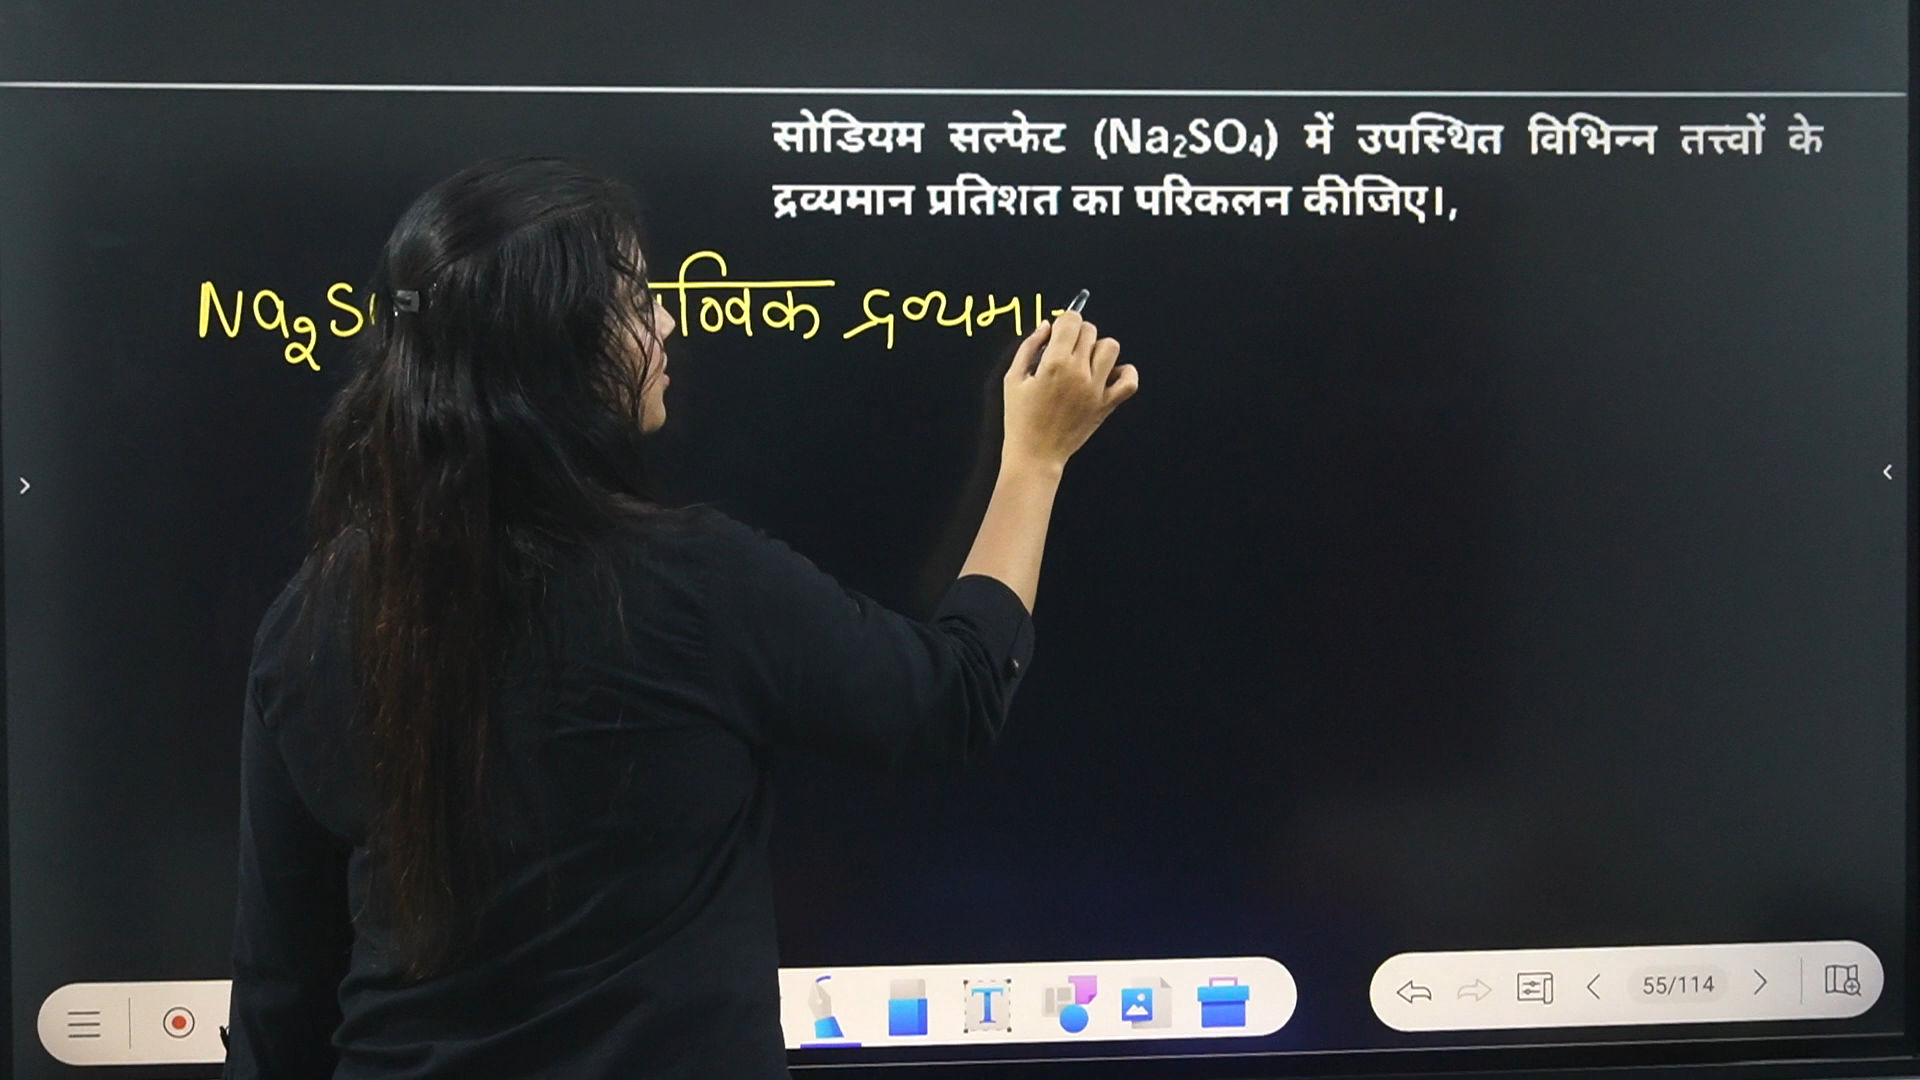 सोडियम सल्फेट (Na₂SO₄) में उपस्थित विभिन्न तत्त्वों के
द्रव्यमान प्रतिशत का परिकलन कीजिए।,
Na₂S द्रव्यमा
T
55/114